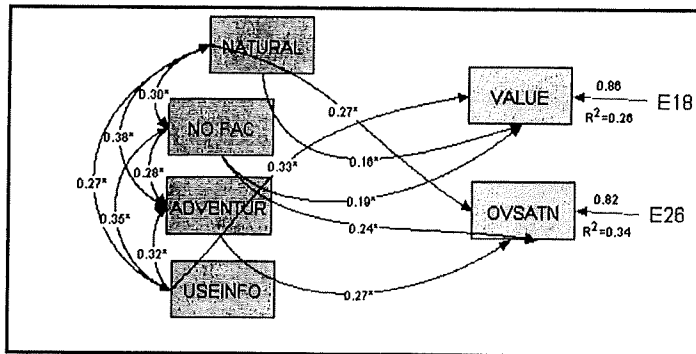 NATURAL
0.86
VALUE
E18
0.30*
0.27*
R²=0.26
NO.FAC
0.38*
0.33*
0.16*
0.28*
0.27*
0.19*
0.82
ADVENTUR
OVSATN
E26
0.35*
0.24*
R²=0.34
0.32*
USEINFO
0.27*